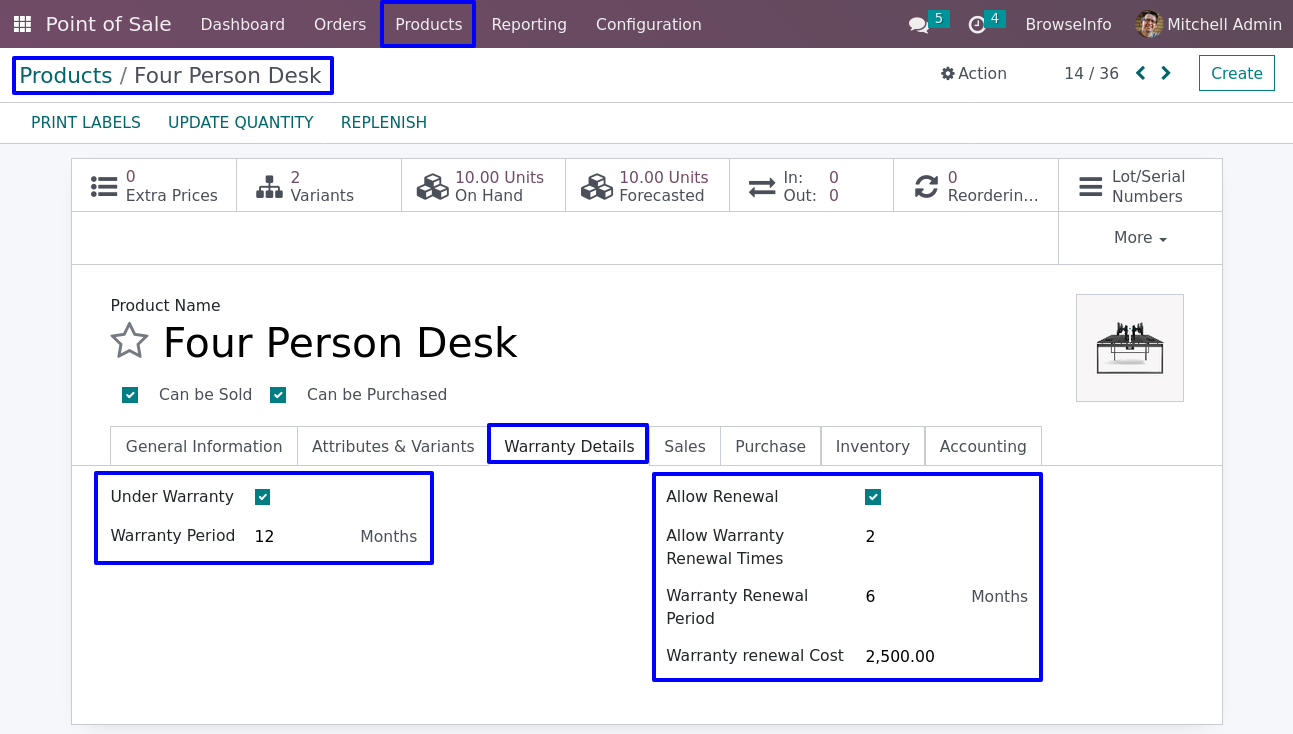 Point of Sale Dashboard Orders Products Reporting Configuration 5 4 BrowseInfo Mitchell Admin
Products / Four Person Desk Action 14 / 36 Create
PRINT LABELS UPDATE QUANTITY REPLENISH
0 Extra Prices
2 Variants
10.00 Units On Hand
10.00 Units Forecasted
In: 0
Out: 0
0 Reorderin...
Lot/Serial Numbers
More
Product Name
Four Person Desk
Can be Sold Can be Purchased
General Information Attributes & Variants Warranty Details Sales Purchase Inventory Accounting
Under Warranty
Warranty Period 12 Months
Allow Renewal
Allow Warranty Renewal Times 2
Warranty Renewal Period 6 Months
Warranty renewal Cost 2,500.00